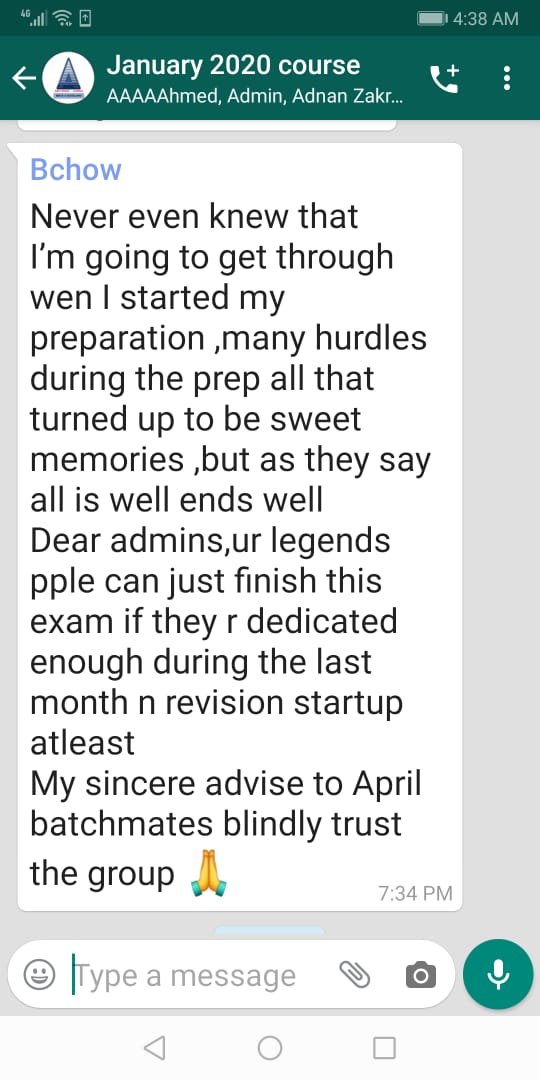 4G
4:38 AM
January 2020 course
AAAAAhmed, Admin, Adnan Zakr...
Bchow
Never even knew that
I'm going to get through
wen I started my
preparation ,many hurdles
during the prep all that
turned up to be sweet
memories ,but as they say
all is well ends well
Dear admins,ur legends
pple can just finish this
exam if they r dedicated
enough during the last
month n revision startup
atleast
My sincere advise to April
batchmates blindly trust
the group 🙏
7:34 PM
Type a message